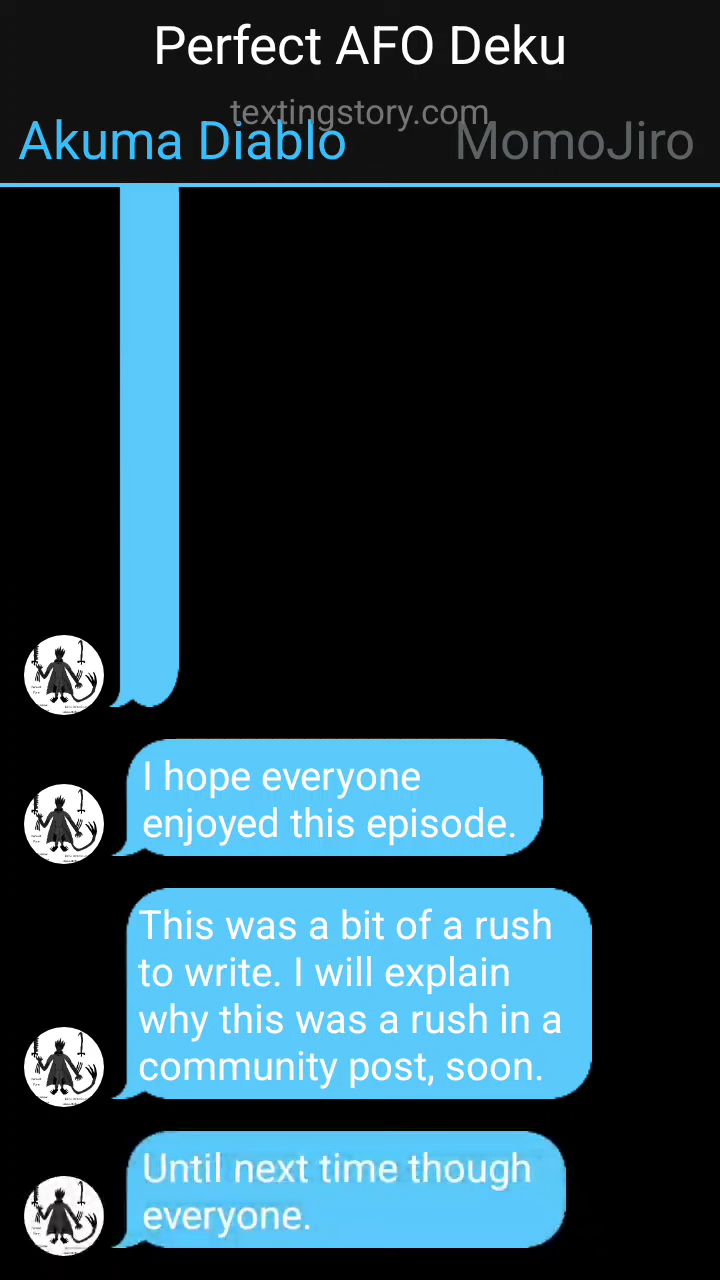 Perfect AFO Deku
textingstory.com
Akuma Diablo MomoJiro
I hope everyone
enjoyed this episode.
This was a bit of a rush
to write. I will explain
why this was a rush in a
community post, soon.
Until next time though
everyone.